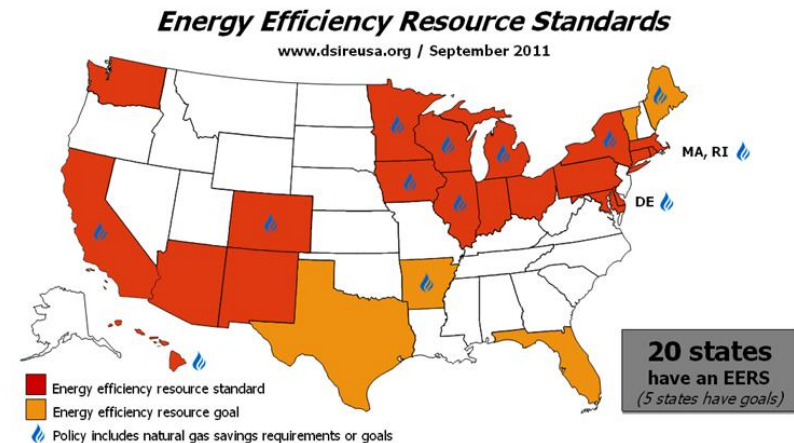 Energy Efficiency Resource Standards
www.dsireusa.org / September 2011
MA, RI
DE
20 states
have an EERS
(5 states have goals)
Energy efficiency resource standard
Energy efficiency resource goal
Policy includes natural gas savings requirements or goals